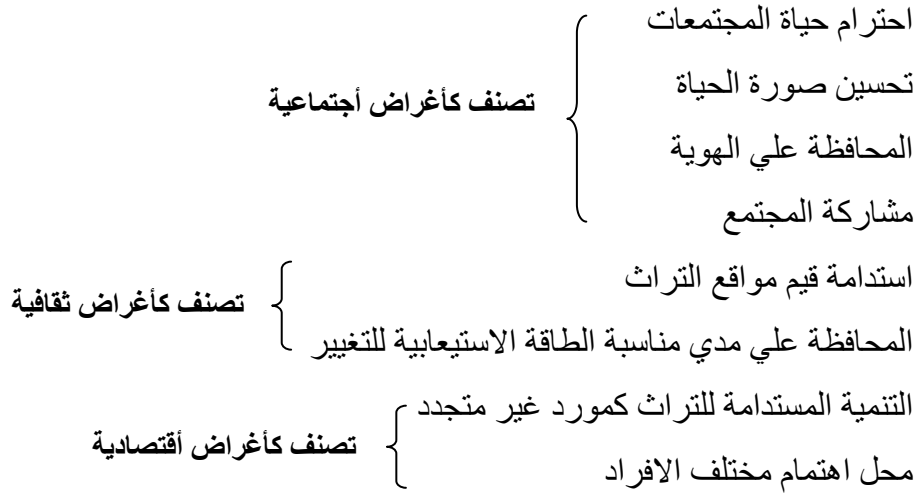 احترام حياة المجتمعات
تحسين صورة الحياة
تصنف كأغراض أجتماعية
المحافظة علي الهوية
مشاركة المجتمع
استدامة قيم مواقع التراث
تصنف كأغراض ثقافية
المحافظة علي مدي مناسبة الطاقة الاستيعابية للتغيير
التنمية المستدامة للتراث كمورد غير متجدد
تصنف كأغراض أقتصادية
محل اهتمام مختلف الافراد